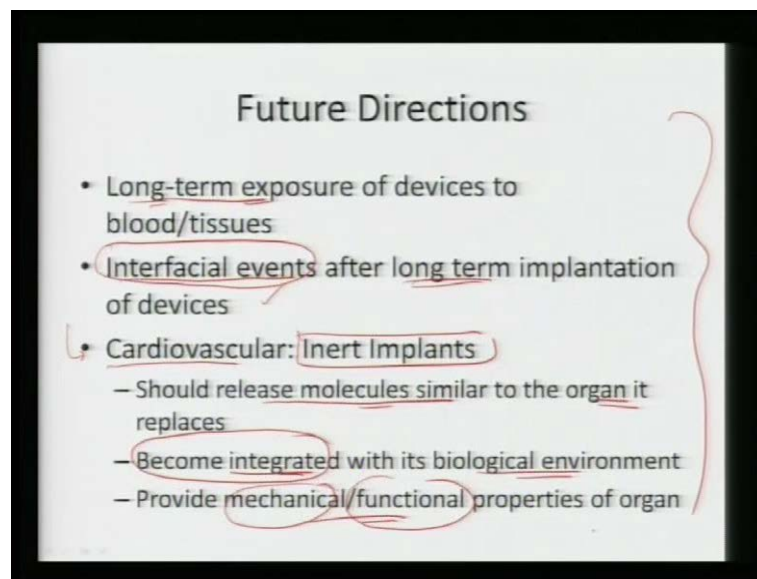 Future Directions
• Long-term exposure of devices to
blood/tissues
• Interfacial events after long term implantation
of devices
• Cardiovascular: Inert Implants
– Should release molecules similar to the organ it
replaces
– Become integrated with its biological environment
– Provide mechanical/functional properties of organ